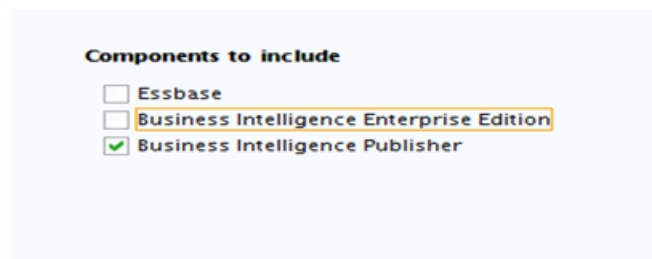 Components to include
Essbase
Business Intelligence Enterprise Edition
Business Intelligence Publisher